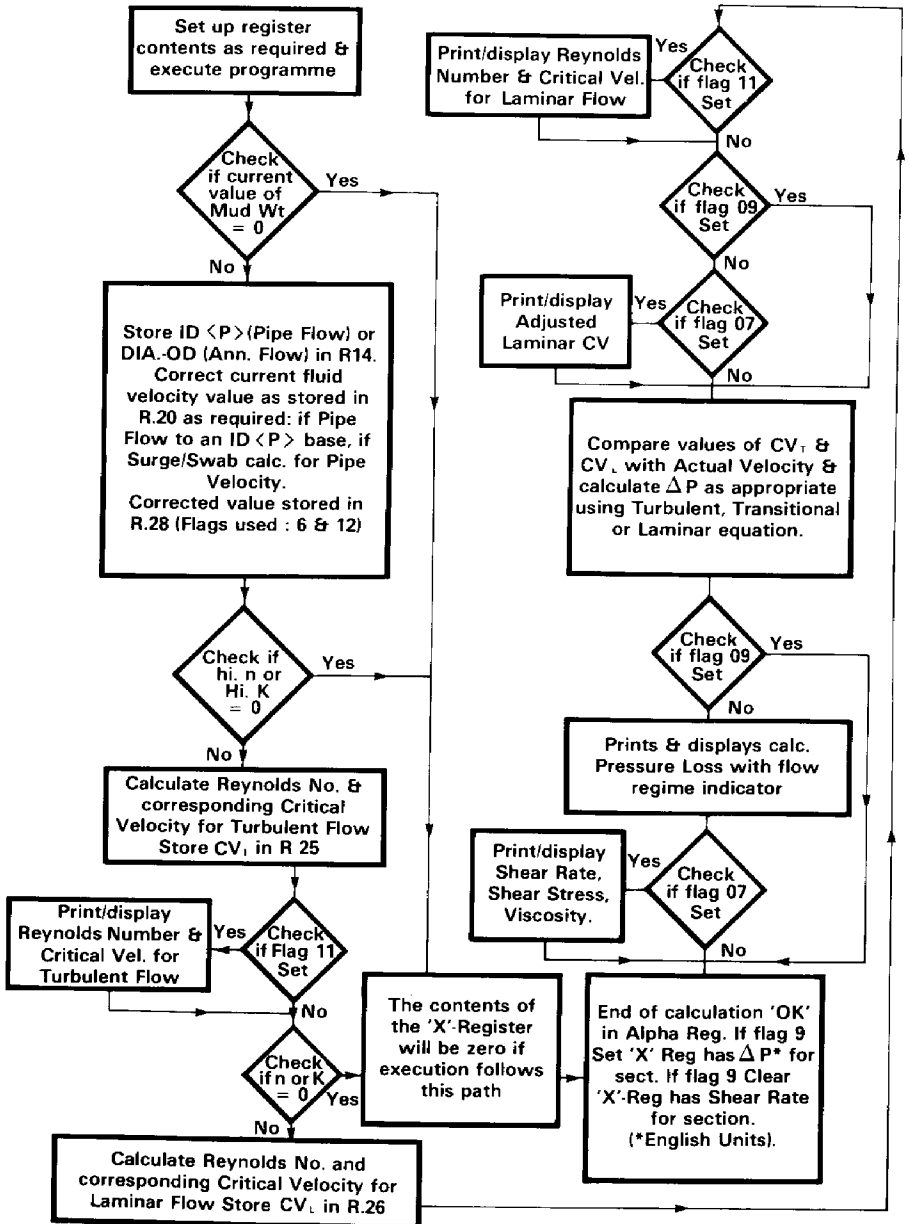 Set up register
contents as required &
execute programme
Check
if current
value of
Mud Wt
= 0
Yes
No
Store ID <P> (Pipe Flow) or
DIA.-OD (Ann. Flow) in R14.
Correct current fluid
velocity value as stored in
R.20 as required: if Pipe
Flow to an ID <P> base, if
Surge/Swab calc. for Pipe
Velocity.
Corrected value stored in
R.28 (Flags used : 6 & 12)
Check if
hi. n or
Hi. K
= 0
Yes
No
Calculate Reynolds No. &
corresponding Critical
Velocity for Turbulent Flow
Store CV, in R 25
Check
if Flag 11
Set
Yes
Print/display
Reynolds Number &
Critical Vel. for
Turbulent Flow
No
Check
if n or K
= 0
Yes
The contents of
the 'X'-Register
will be zero if
execution follows
this path
No
Calculate Reynolds No. and
corresponding Critical Velocity for
Laminar Flow Store CVL in R.26
Check
if flag 11
Set
Yes
Print/display Reynolds
Number & Critical Vel.
for Laminar Flow
No
Check
if flag 09
Set
Yes
No
Check
if flag 07
Set
Yes
Print/display
Adjusted
Laminar CV
No
Compare values of CVT &
CVL with Actual Velocity &
calculate ΔP as appropriate
using Turbulent, Transitional
or Laminar equation.
Check
if flag 09
Set
Yes
No
Prints & displays calc.
Pressure Loss with flow
regime indicator
Check
if flag 07
Set
Yes
Print/display
Shear Rate,
Shear Stress,
Viscosity.
No
End of calculation 'OK'
in Alpha Reg. If flag 9
Set 'X' Reg has ΔP* for
sect. If flag 9 Clear
'X'-Reg has Shear Rate
for section.
(*English Units).